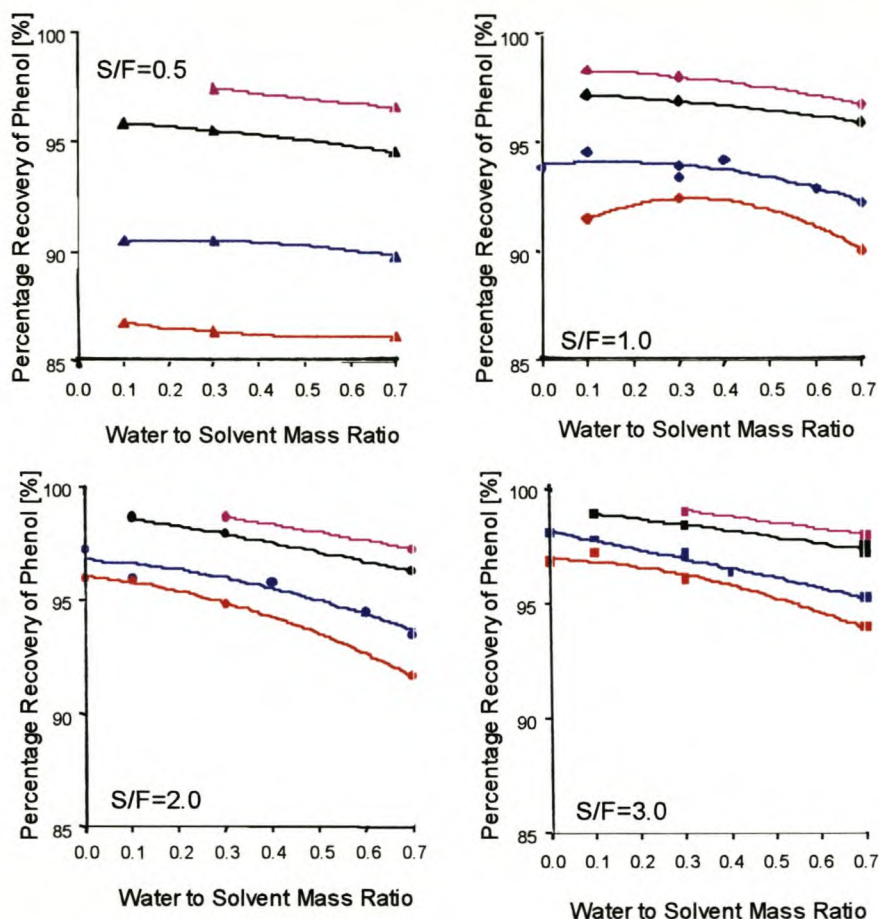 Percentage Recovery of Phenol [%]
100
95
90
85
S/F=0.5
0.0 0.1 0.2 0.3 0.4 0.5 0.6 0.7
Water to Solvent Mass Ratio
Percentage Recovery of Phenol [%]
100
95
90
85
S/F=1.0
0.0 0.1 0.2 0.3 0.4 0.5 0.6 0.7
Water to Solvent Mass Ratio
Percentage Recovery of Phenol [%]
100
95
90
85
S/F=2.0
0.0 0.1 0.2 0.3 0.4 0.5 0.6 0.7
Water to Solvent Mass Ratio
Percentage Recovery of Phenol [%]
100
95
90
85
S/F=3.0
0.0 0.1 0.2 0.3 0.4 0.5 0.6 0.7
Water to Solvent Mass Ratio